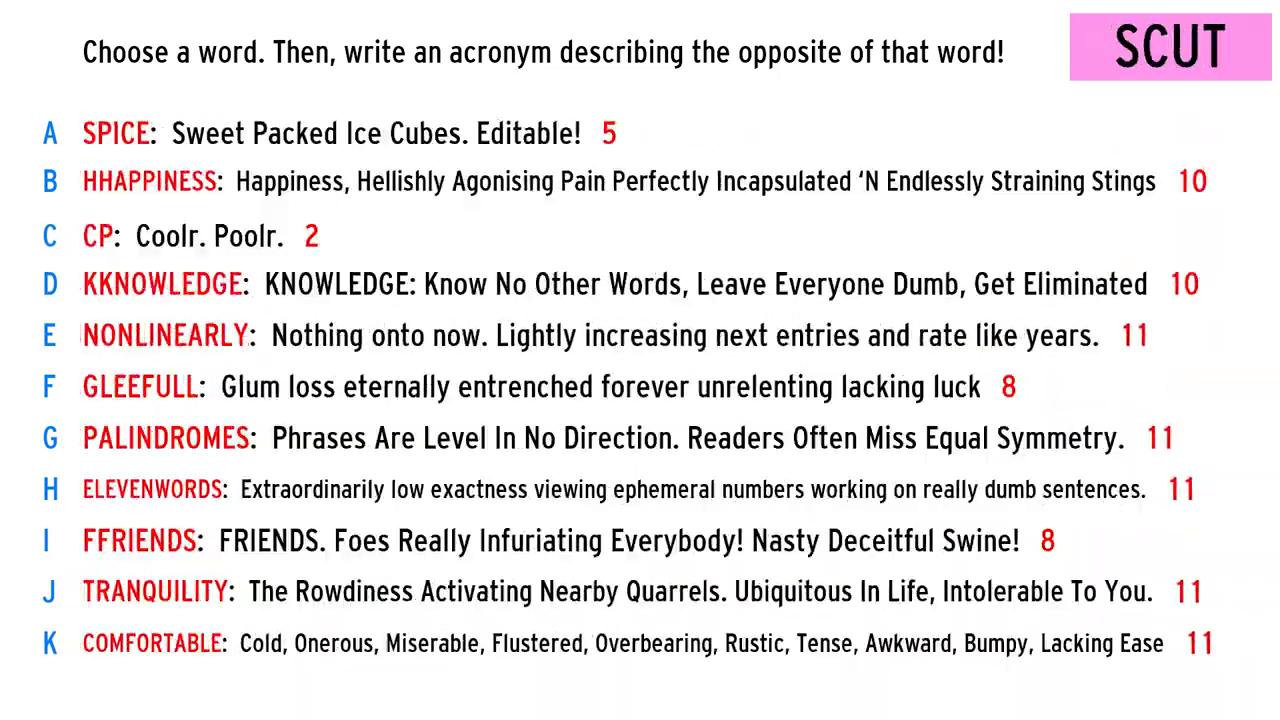 Choose a word. Then, write an acronym describing the opposite of that word!
SCUT
A SPICE: Sweet Packed Ice Cubes. Editable! 5
B HHAPPINESS: Happiness, Hellishly Agonising Pain Perfectly Incapsulated ‘N Endlessly Straining Stings 10
C CP: Coolr. Poolr. 2
D KKNOWLEDGE: KNOWLEDGE: Know No Other Words, Leave Everyone Dumb, Get Eliminated 10
E NONLINEARLY: Nothing onto now. Lightly increasing next entries and rate like years. 11
F GLEEFULL: Glum loss eternally entrenched forever unrelenting lacking luck 8
G PALINDROMES: Phrases Are Level In No Direction. Readers Often Miss Equal Symmetry. 11
H ELEVENWORDS: Extraordinarily low exactness viewing ephemeral numbers working on really dumb sentences. 11
I FFRIENDS: FRIENDS. Foes Really Infuriating Everybody! Nasty Deceitful Swine! 8
J TRANQUILITY: The Rowdiness Activating Nearby Quarrels. Ubiquitous In Life, Intolerable To You. 11
K COMFORTABLE: Cold, Onerous, Miserable, Flustered, Overbearing, Rustic, Tense, Awkward, Bumpy, Lacking Ease 11